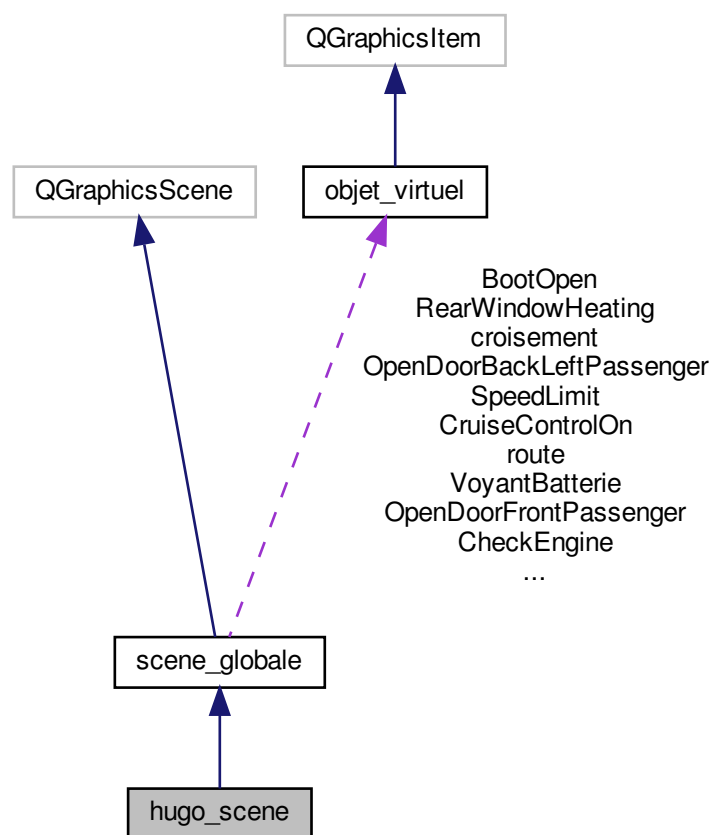 QGraphicsItem
QGraphicsScene
objet_virtuel
BootOpen
RearWindowHeating
croisement
OpenDoorBackLeftPassenger
SpeedLimit
CruiseControlOn
route
VoyantBatterie
OpenDoorFrontPassenger
CheckEngine
...
scene_globale
hugo_scene